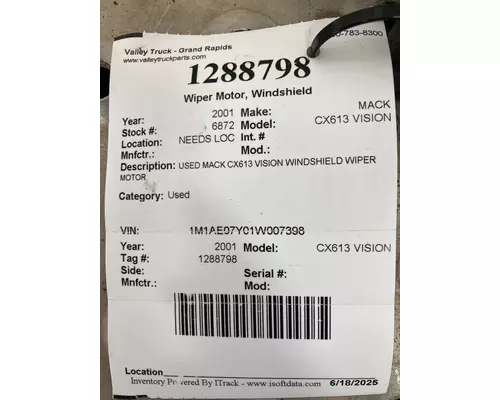 Valley Truck - Grand Rapids
www.valleytruckparts.com
-783-8300
1288798
Wiper Motor, Windshield
Year: 2001 Make: MACK
Stock #: 6872 Model: CX613 VISION
Location: NEEDS LOC Int. #
Mnfctr.: Mod.:
Description: USED MACK CX613 VISION WINDSHIELD WIPER
MOTOR
Category: Used
VIN: 1M1AE07Y01W007398
Year: 2001 Model: CX613 VISION
Tag #: 1288798
Side: Serial #:
Mnfctr.: Mod:
Location
Inventory Powered By ITrack - www.isoftdata.com 6/18/2025